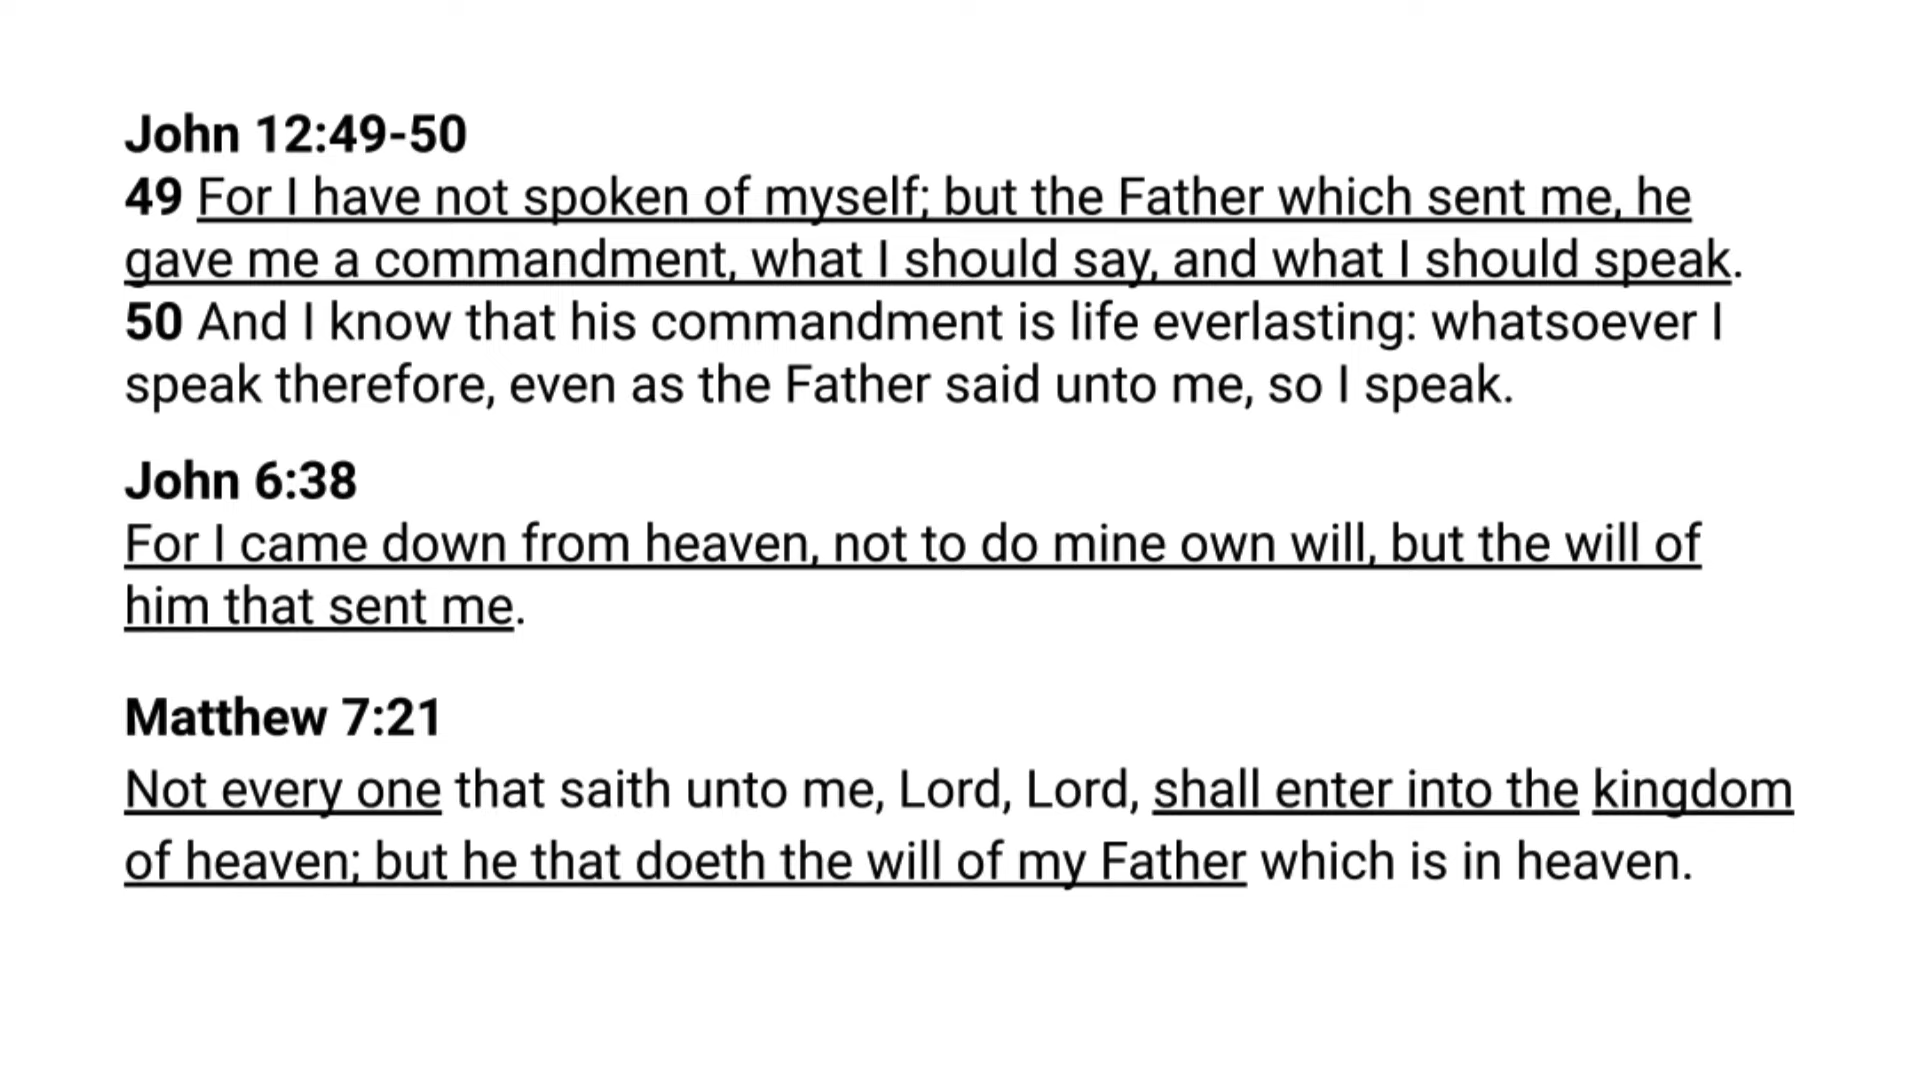 John 12:49-50
49 For I have not spoken of myself; but the Father which sent me, he
gave me a commandment, what I should say, and what I should speak.
50 And I know that his commandment is life everlasting: whatsoever I
speak therefore, even as the Father said unto me, so I speak.
John 6:38
For I came down from heaven, not to do mine own will, but the will of
him that sent me.
Matthew 7:21
Not every one that saith unto me, Lord, Lord, shall enter into the kingdom
of heaven; but he that doeth the will of my Father which is in heaven.